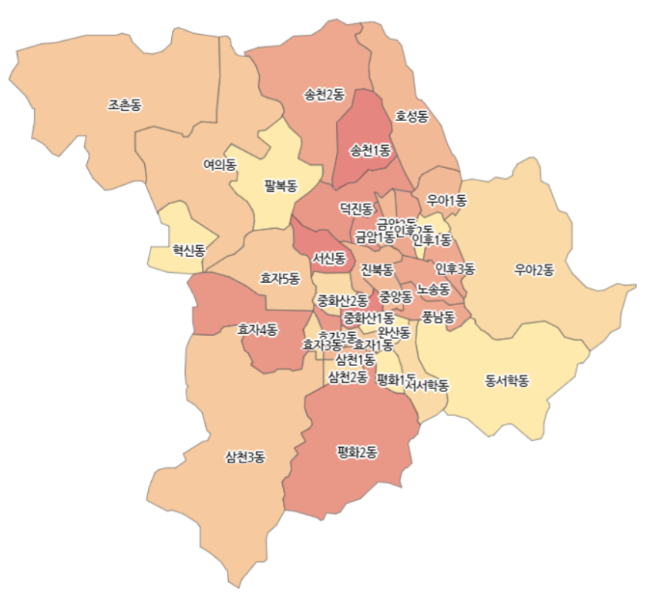 송천2동
조촌동
호성동
송천1동
여의동
팔복동
우아1동
덕진동
금암2동
인후2동
금암1동
인후1동
혁신동
서신동
진북동
인후3동
우아2동
효자5동
노송동
중앙동
중화산2동
중화산1동
풍남동
효자4동
완산동
효자2동
효자3동
효자1동
삼천1동
삼천2동
평화1동
서서학동
동서학동
평화2동
삼천3동